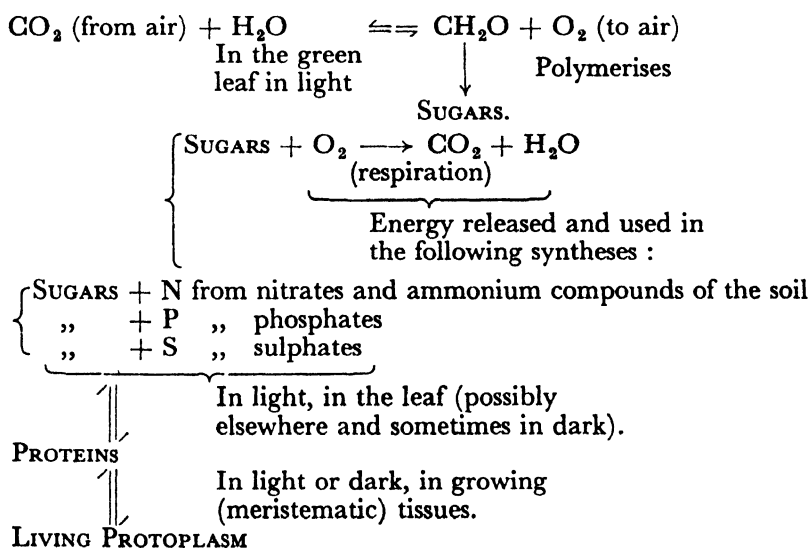 CO₂ (from air) + H₂O ⇌ CH₂O + O₂ (to air)
In the green
leaf in light
Polymerises
SUGARS.
SUGARS + O₂ ⟶ CO₂ + H₂O
(respiration)
Energy released and used in
the following syntheses :
SUGARS + N from nitrates and ammonium compounds of the soil
„ + P „ phosphates
„ + S „ sulphates
In light, in the leaf (possibly
elsewhere and sometimes in dark).
PROTEINS
In light or dark, in growing
(meristematic) tissues.
LIVING PROTOPLASM